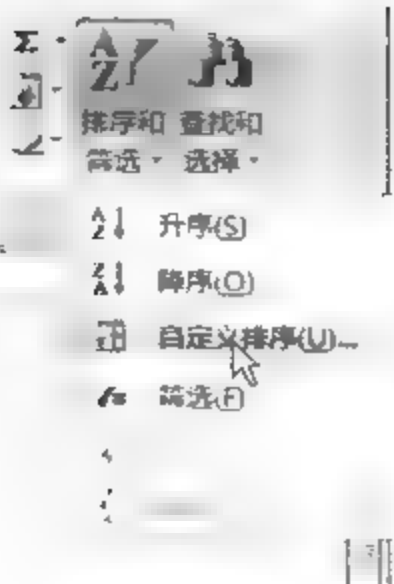 Σ
排序和 查找和
筛选 选择
升序(S)
降序(O)
自定义排序(U)...
筛选(F)